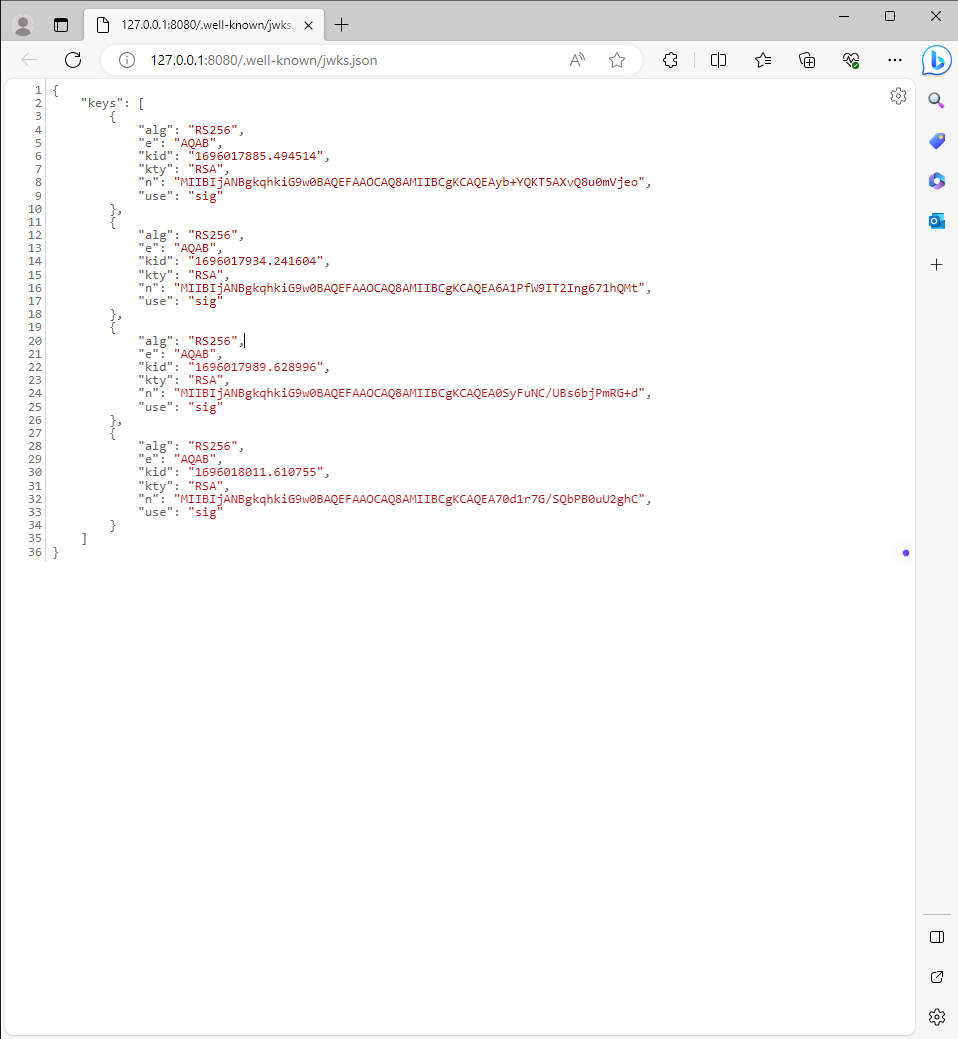 127.0.0.1:8080/.well-known/jwks.
127.0.0.1:8080/.well-known/jwks.json
1 {
2     "keys": [
3         {
4             "alg": "RS256",
5             "e": "AQAB",
6             "kid": "1696017885.494514",
7             "kty": "RSA",
8             "n": "MIIBIjANBgkqhkiG9w0BAQEFAAOCAQ8AMIIBCgKCAQEAyb+YQKT5AXvQ8u0mVjeo",
9             "use": "sig"
10         },
11         {
12             "alg": "RS256",
13             "e": "AQAB",
14             "kid": "1696017934.241604",
15             "kty": "RSA",
16             "n": "MIIBIjANBgkqhkiG9w0BAQEFAAOCAQ8AMIIBCgKCAQEA6A1PfW9IT2Ing671hQMt",
17             "use": "sig"
18         },
19         {
20             "alg": "RS256",
21             "e": "AQAB",
22             "kid": "1696017989.628996",
23             "kty": "RSA",
24             "n": "MIIBIjANBgkqhkiG9w0BAQEFAAOCAQ8AMIIBCgKCAQEA0SyFuNC/UBs6bjPmRG+d",
25             "use": "sig"
26         },
27         {
28             "alg": "RS256",
29             "e": "AQAB",
30             "kid": "1696018011.610755",
31             "kty": "RSA",
32             "n": "MIIBIjANBgkqhkiG9w0BAQEFAAOCAQ8AMIIBCgKCAQEA70d1r7G/SQbPB0uU2ghC",
33             "use": "sig"
34         }
35     ]
36 }